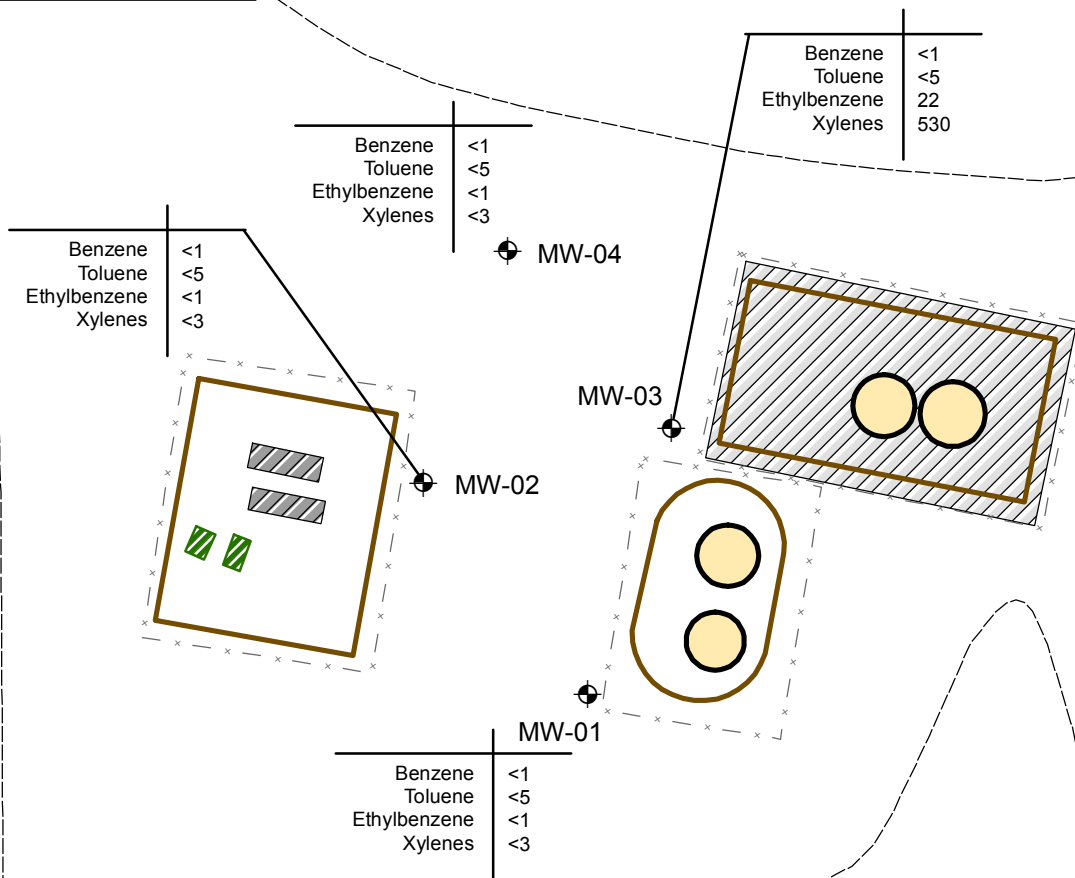 Benzene <1
Toluene <5
Ethylbenzene 22
Xylenes 530
Benzene <1
Toluene <5
Ethylbenzene <1
Xylenes <3
MW-04
Benzene <1
Toluene <5
Ethylbenzene <1
Xylenes <3
MW-03
MW-02
MW-01
Benzene <1
Toluene <5
Ethylbenzene <1
Xylenes <3